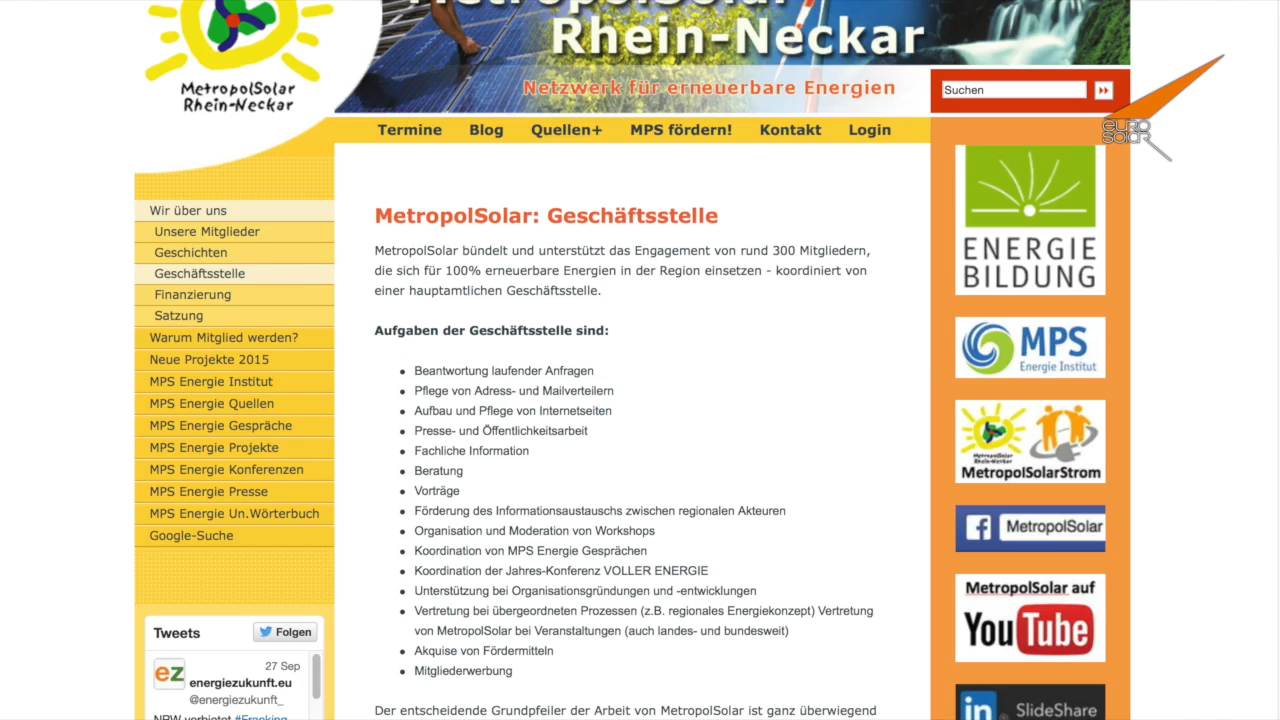 MetropolSolar
Rhein-Neckar
Netzwerk für erneuerbare Energien
MetropolSolar
Rhein-Neckar
Suchen
EURO
SOLAR
Termine Blog Quellen+ MPS fördern! Kontakt Login
Wir über uns
Unsere Mitglieder
Geschichten
Geschäftsstelle
Finanzierung
Satzung
Warum Mitglied werden?
Neue Projekte 2015
MPS Energie Institut
MPS Energie Quellen
MPS Energie Gespräche
MPS Energie Projekte
MPS Energie Konferenzen
MPS Energie Presse
MPS Energie Un.Wörterbuch
Google-Suche
Tweets
Folgen
ez
27 Sep
energiezukunft.eu
@energiezukunft_
NRW verbietet #Fracking
MetropolSolar: Geschäftsstelle
MetropolSolar bündelt und unterstützt das Engagement von rund 300 Mitgliedern,
die sich für 100% erneuerbare Energien in der Region einsetzen - koordiniert von
einer hauptamtlichen Geschäftsstelle.
Aufgaben der Geschäftsstelle sind:
Beantwortung laufender Anfragen
Pflege von Adress- und Mailverteilern
Aufbau und Pflege von Internetseiten
Presse- und Öffentlichkeitsarbeit
Fachliche Information
Beratung
Vorträge
Förderung des Informationsaustauschs zwischen regionalen Akteuren
Organisation und Moderation von Workshops
Koordination von MPS Energie Gesprächen
Koordination der Jahres-Konferenz VOLLER ENERGIE
Unterstützung bei Organisationsgründungen und -entwicklungen
Vertretung bei übergeordneten Prozessen (z.B. regionales Energiekonzept) Vertretung
von MetropolSolar bei Veranstaltungen (auch landes- und bundesweit)
Akquise von Fördermitteln
Mitgliederwerbung
Der entscheidende Grundpfeiler der Arbeit von MetropolSolar ist ganz überwiegend
ENERGIE
BILDUNG
MPS
Energie Institut
MetropolSolar
Rhein-Neckar
MetropolSolarStrom
f MetropolSolar
MetropolSolar auf
YouTube
in SlideShare